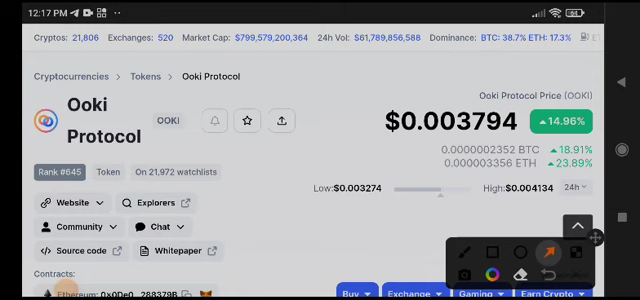 12:17 PM
Cryptos: 21,806 Exchanges: 520 Market Cap: $799,579,200,364 24h Vol: $61,789,856,588 Dominance: BTC: 38.7% ETH: 17.3%
Cryptocurrencies > Tokens > Ooki Protocol
Ooki Protocol Price (OOKI)
Ooki
Protocol
OOKI
$0.003794
14.96%
0.0000002352 BTC 18.91%
0.000003356 ETH 23.89%
Rank #645 Token On 21,972 watchlists
Low:$0.003274 High:$0.004134 24h
Website Explorers
Community Chat
Source code Whitepaper
Contracts:
Ethereum: 0x0De0...288379B
Buy Exchange Gaming Earn Crypto